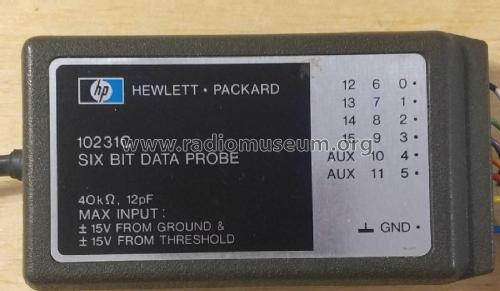 hp HEWLETT • PACKARD
10231C
SIX BIT DATA PROBE
40kΩ, 12pF
MAX INPUT:
± 15V FROM GROUND &
± 15V FROM THRESHOLD
12 6 0 •
13 7 1 •
14 8 2 •
15 9 3 •
AUX 10 4 •
AUX 11 5 •
⏊ GND •
www.radiomuseum.org